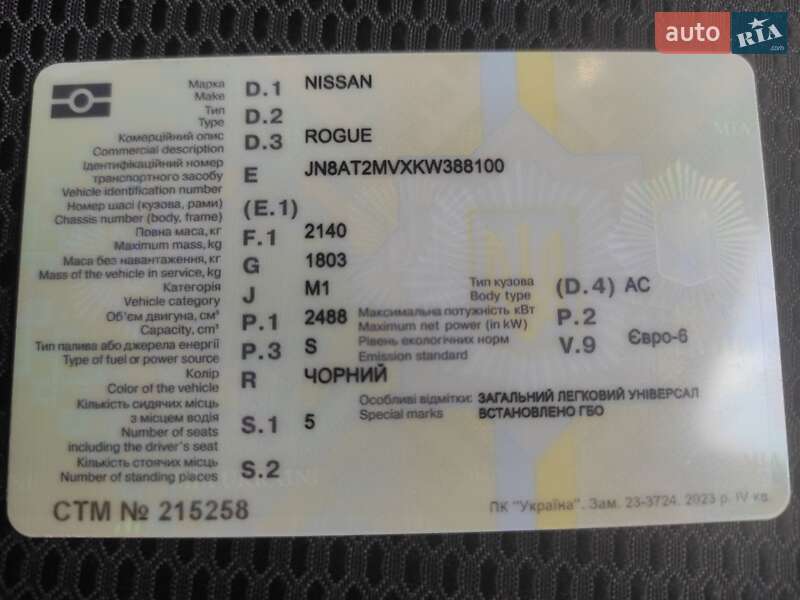 auto RIA.com
Марка D.1 NISSAN
Make
Тип D.2
Type
Комерційний опис D.3 ROGUE
Commercial description
Ідентифікаційний номер
транспортного засобу E JN8AT2MVXKW388100
Vehicle identification number
Номер шасі (кузова, рами) (E.1)
Chassis number (body, frame)
Повна маса, кг F.1 2140
Maximum mass, kg
Маса без навантаження, кг G 1803
Mass of the vehicle in service, kg
Категорія J M1 Тип кузова (D.4) AC
Vehicle category Body type
Об'єм двигуна, см³ P.1 2488 Максимальна потужність кВт P.2
Capacity, cm³ Maximum net power (in kW)
Тип палива або джерела енергії P.3 S Рівень екологічних норм V.9 Євро-6
Type of fuel or power source Emission standard
Колір R ЧОРНИЙ
Color of the vehicle
Кількість сидячих місць Особливі відмітки: ЗАГАЛЬНИЙ ЛЕГКОВИЙ УНІВЕРСАЛ
з місцем водія S.1 5 Special marks ВСТАНОВЛЕНО ГБО
Number of seats
including the driver's seat
Кількість стоячих місць S.2
Number of standing places
СТМ № 215258
ПК "Україна". Зам. 23-3724. 2023 р. IV кв.